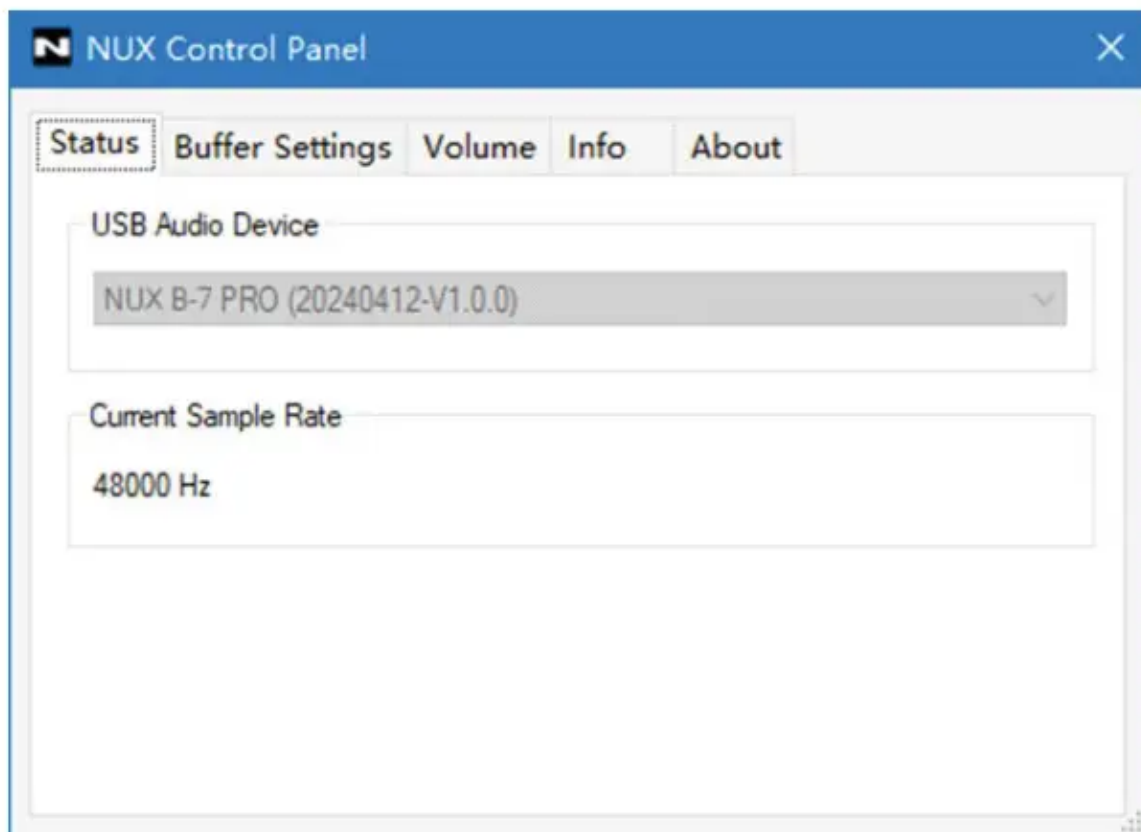 NUX Control Panel
Status Buffer Settings Volume Info About
USB Audio Device
NUX B-7 PRO (20240412-V1.0.0)
Current Sample Rate
48000 Hz